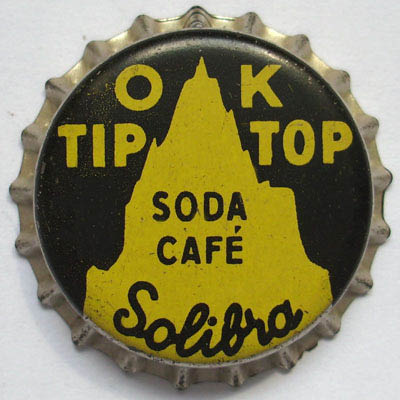 O K
TIP TOP
SODA
CAFÉ
Solibra